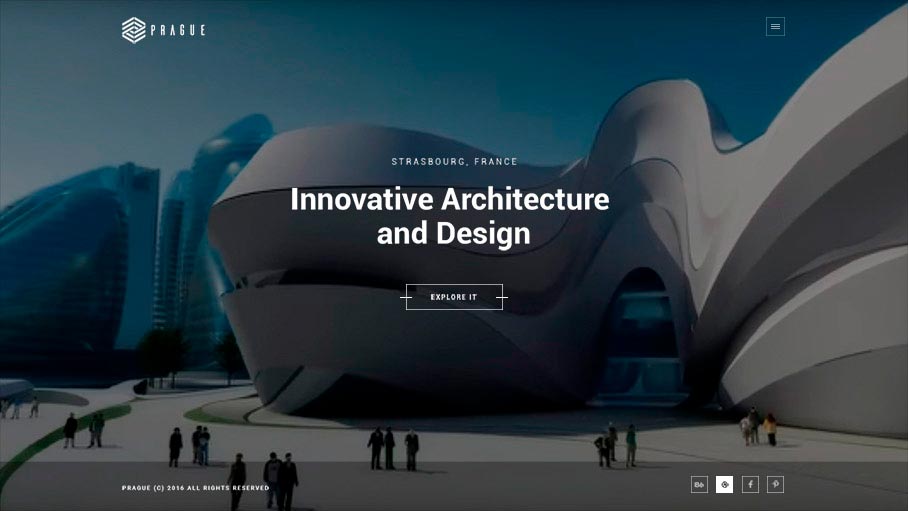 PRAGUE
STRASBOURG, FRANCE
Innovative Architecture
and Design
EXPLORE IT
PRAGUE (C) 2016 ALL RIGHTS RESERVED
Bē